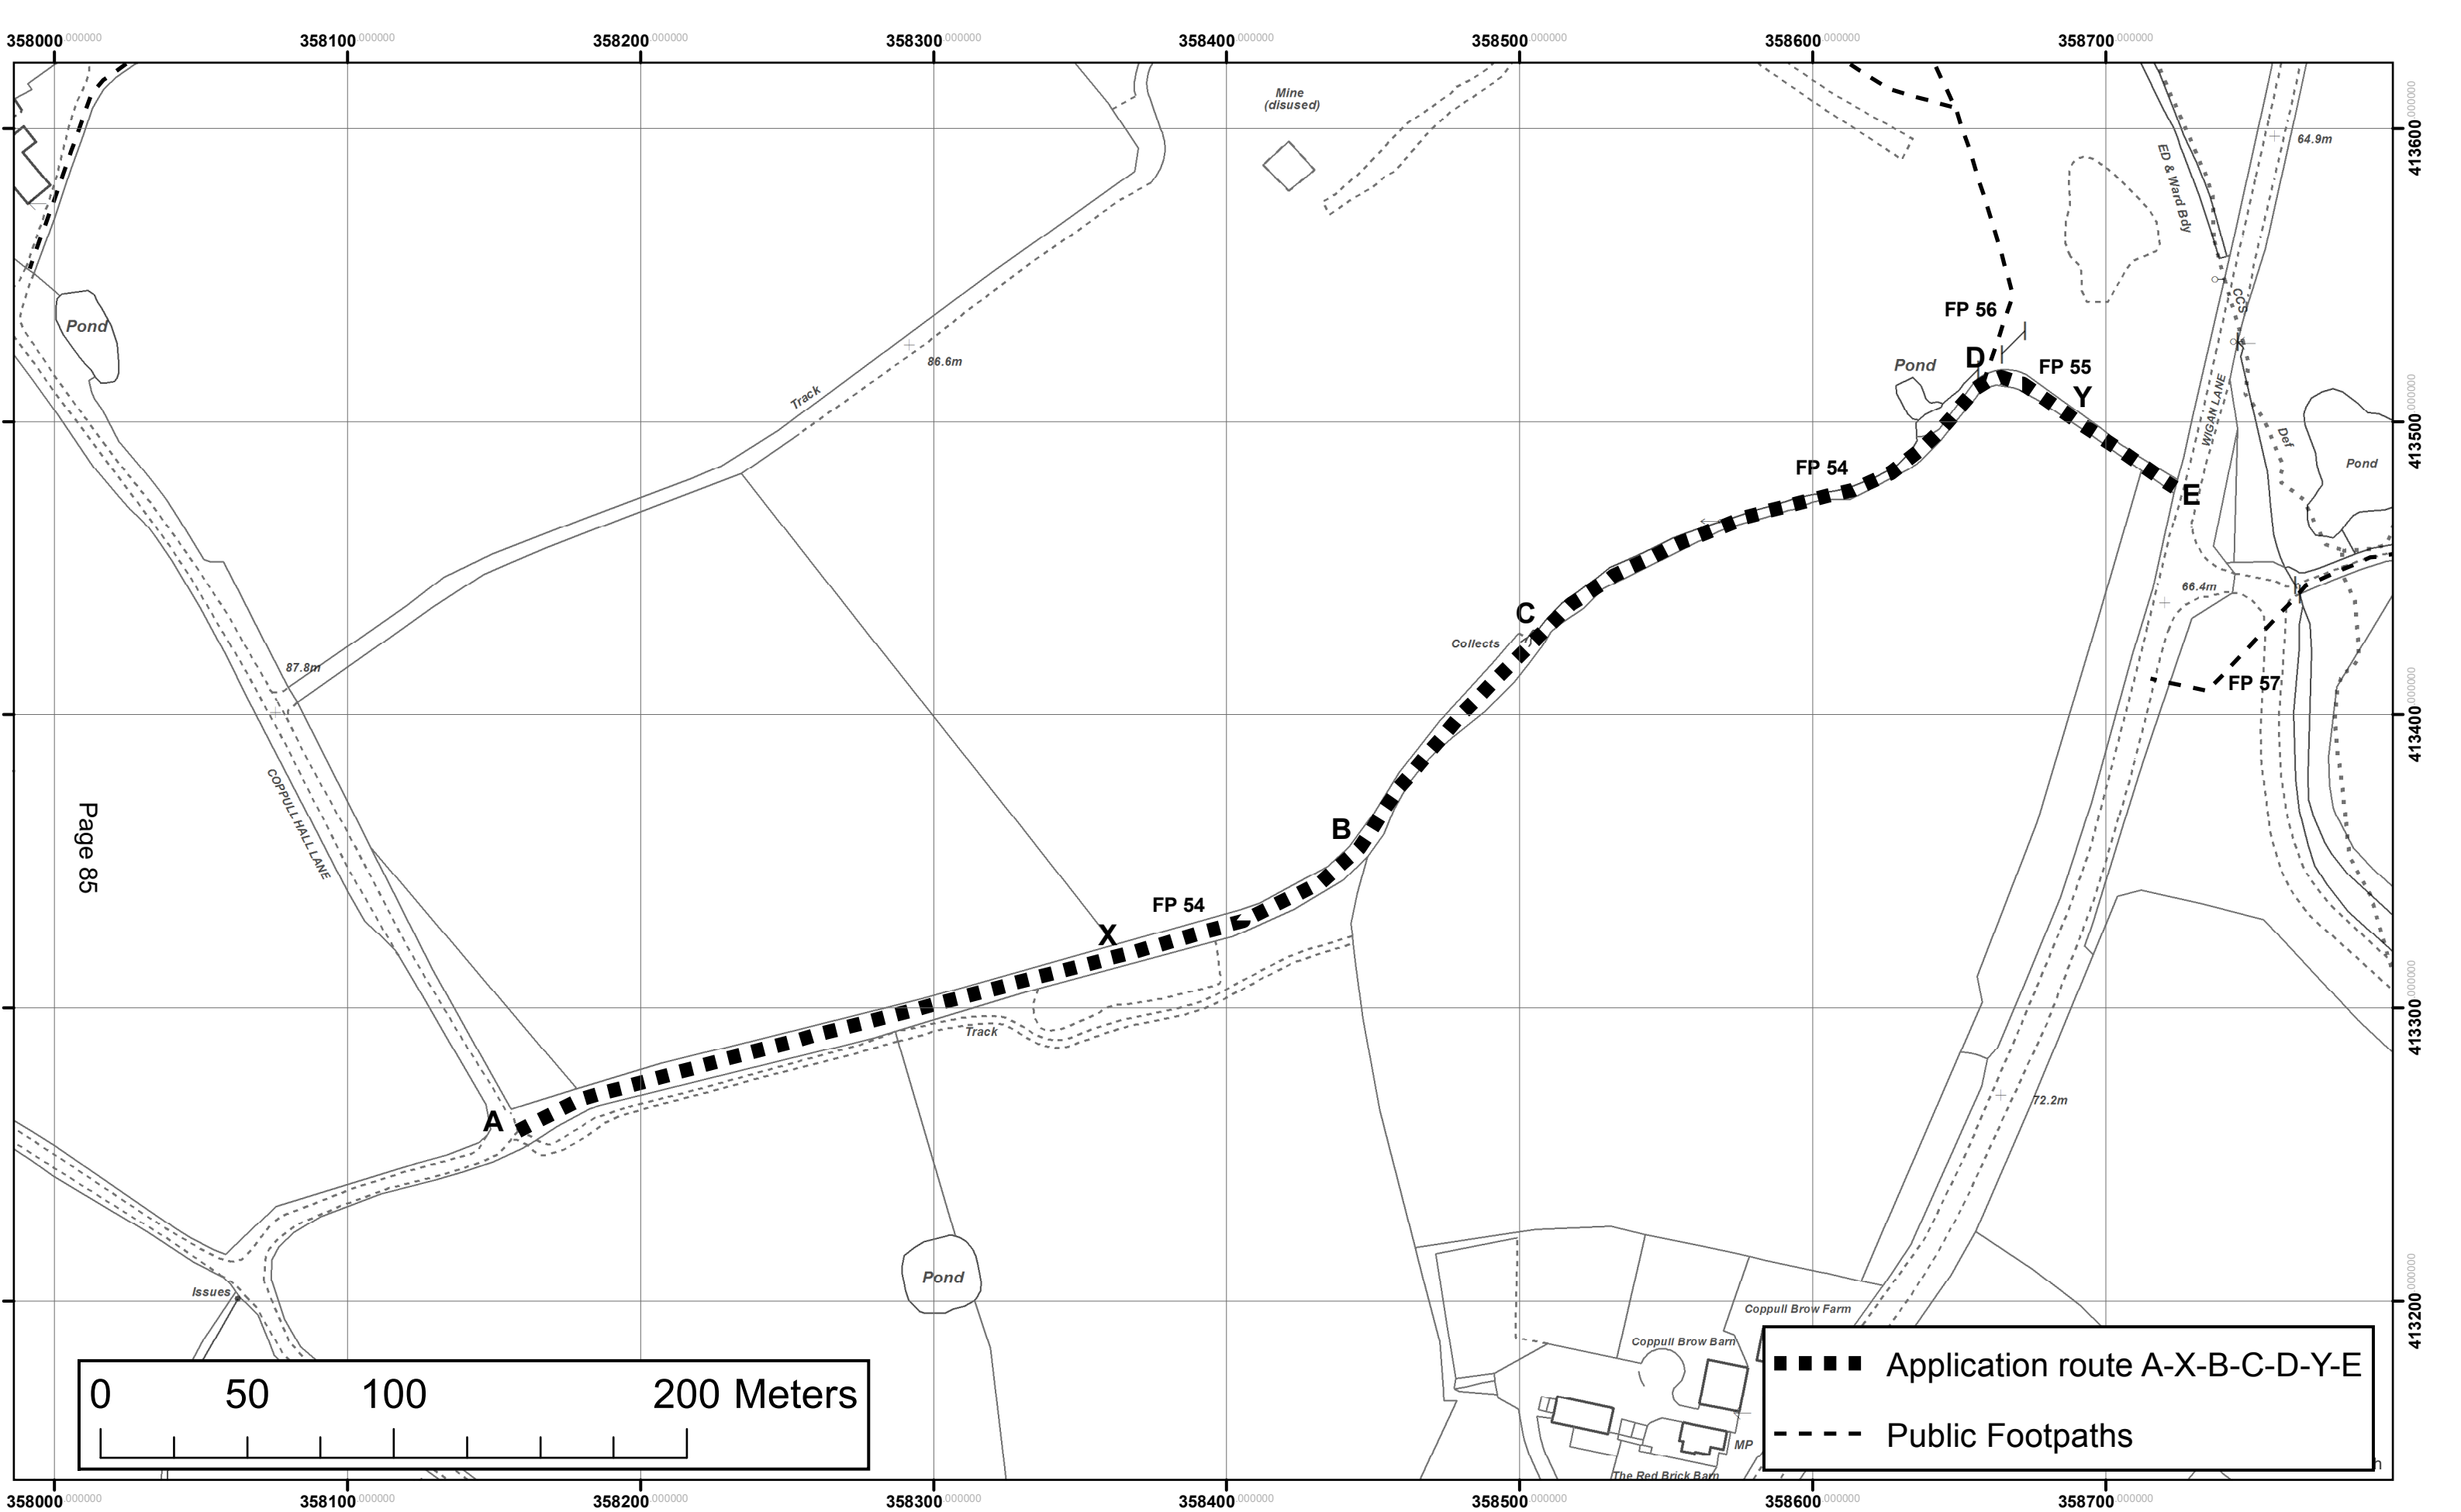 358000.000000 358100.000000 358200.000000 358300.000000 358400.000000 358500.000000 358600.000000 358700.000000
Mine
(disused)
413600.000000
64.9m
ED & Ward Bdy
Pond
CCS
FP 56
86.6m
Pond
D
FP 55
Y
Track
WIGAN LANE
413500.000000
Def
Pond
FP 54
E
66.4m
C
Collects
87.8m
FP 57
413400.000000
COPPULL HALL LANE
Page 85
B
FP 54
X
Track
413300.000000
72.2m
A
Pond
Issues
413200.000000
Coppull Brow Farm
Coppull Brow Barn
MP
The Red Brick Barn
0 50 100 200 Meters
Application route A-X-B-C-D-Y-E
Public Footpaths
358000.000000 358100.000000 358200.000000 358300.000000 358400.000000 358500.000000 358600.000000 358700.000000